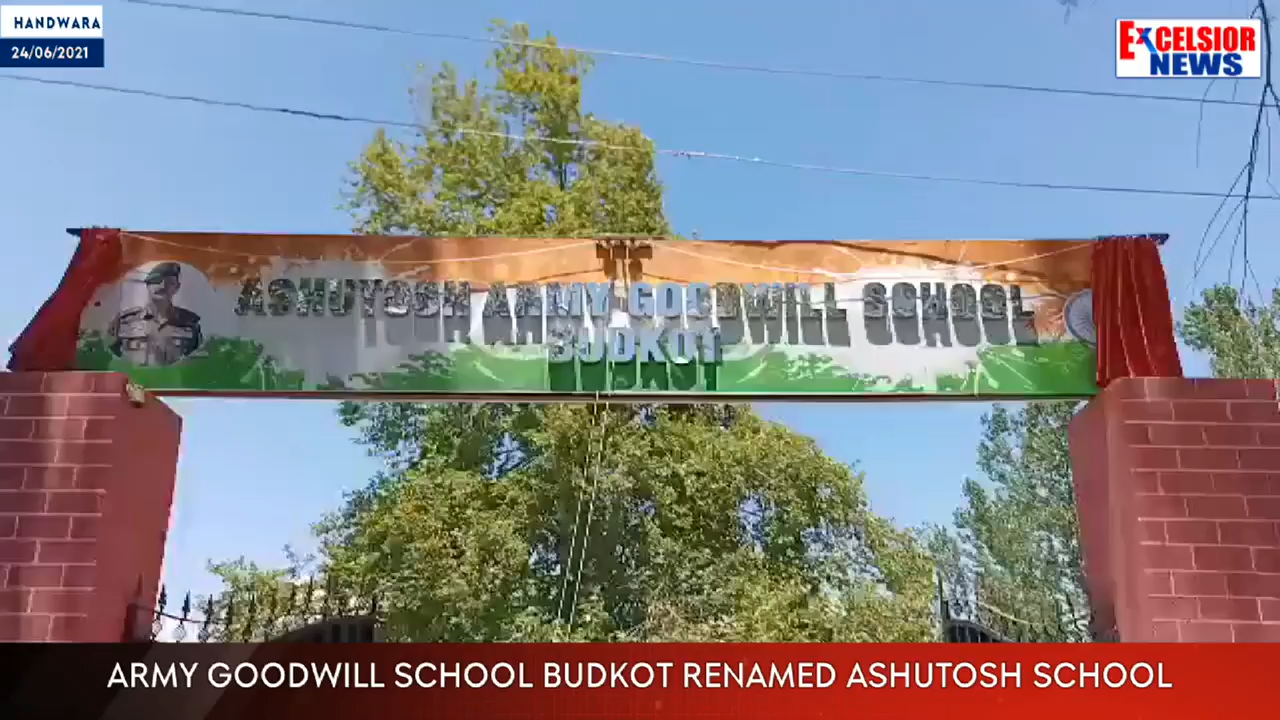 HANDWARA
24/06/2021
EXCELSIOR
NEWS
ASHUTOSH ARMY GOODWILL SCHOOL
BUDKOT
ARMY GOODWILL SCHOOL BUDKOT RENAMED ASHUTOSH SCHOOL